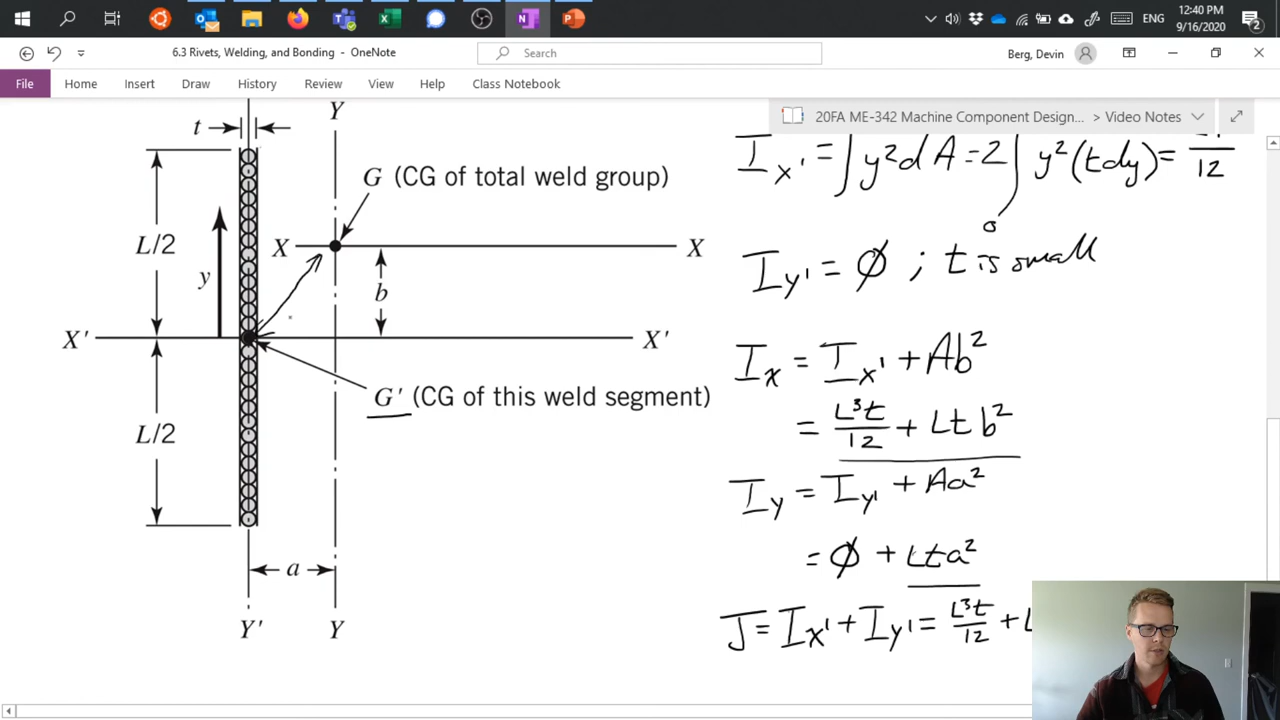 12:40 PM
ENG
9/16/2020
2
6.3 Rivets, Welding, and Bonding - OneNote
Search
Berg, Devin
File
Home
Insert
Draw
History
Review
View
Help
Class Notebook
20FA ME-342 Machine Component Design...
> Video Notes
t
Y
G (CG of total weld group)
L/2
X
X
y
b
X'
X'
G' (CG of this weld segment)
L/2
a
Y'
Y
I_x' = ∫y²dA = 2∫₀ y²(tdy) = /12
I_y' = ∅ ; t is small
I_x = I_x' + Ab²
= L³t/12 + Ltb²
I_y = I_y' + Aa²
= ∅ + Lta²
J = I_x' + I_y' = L³t/12 + L